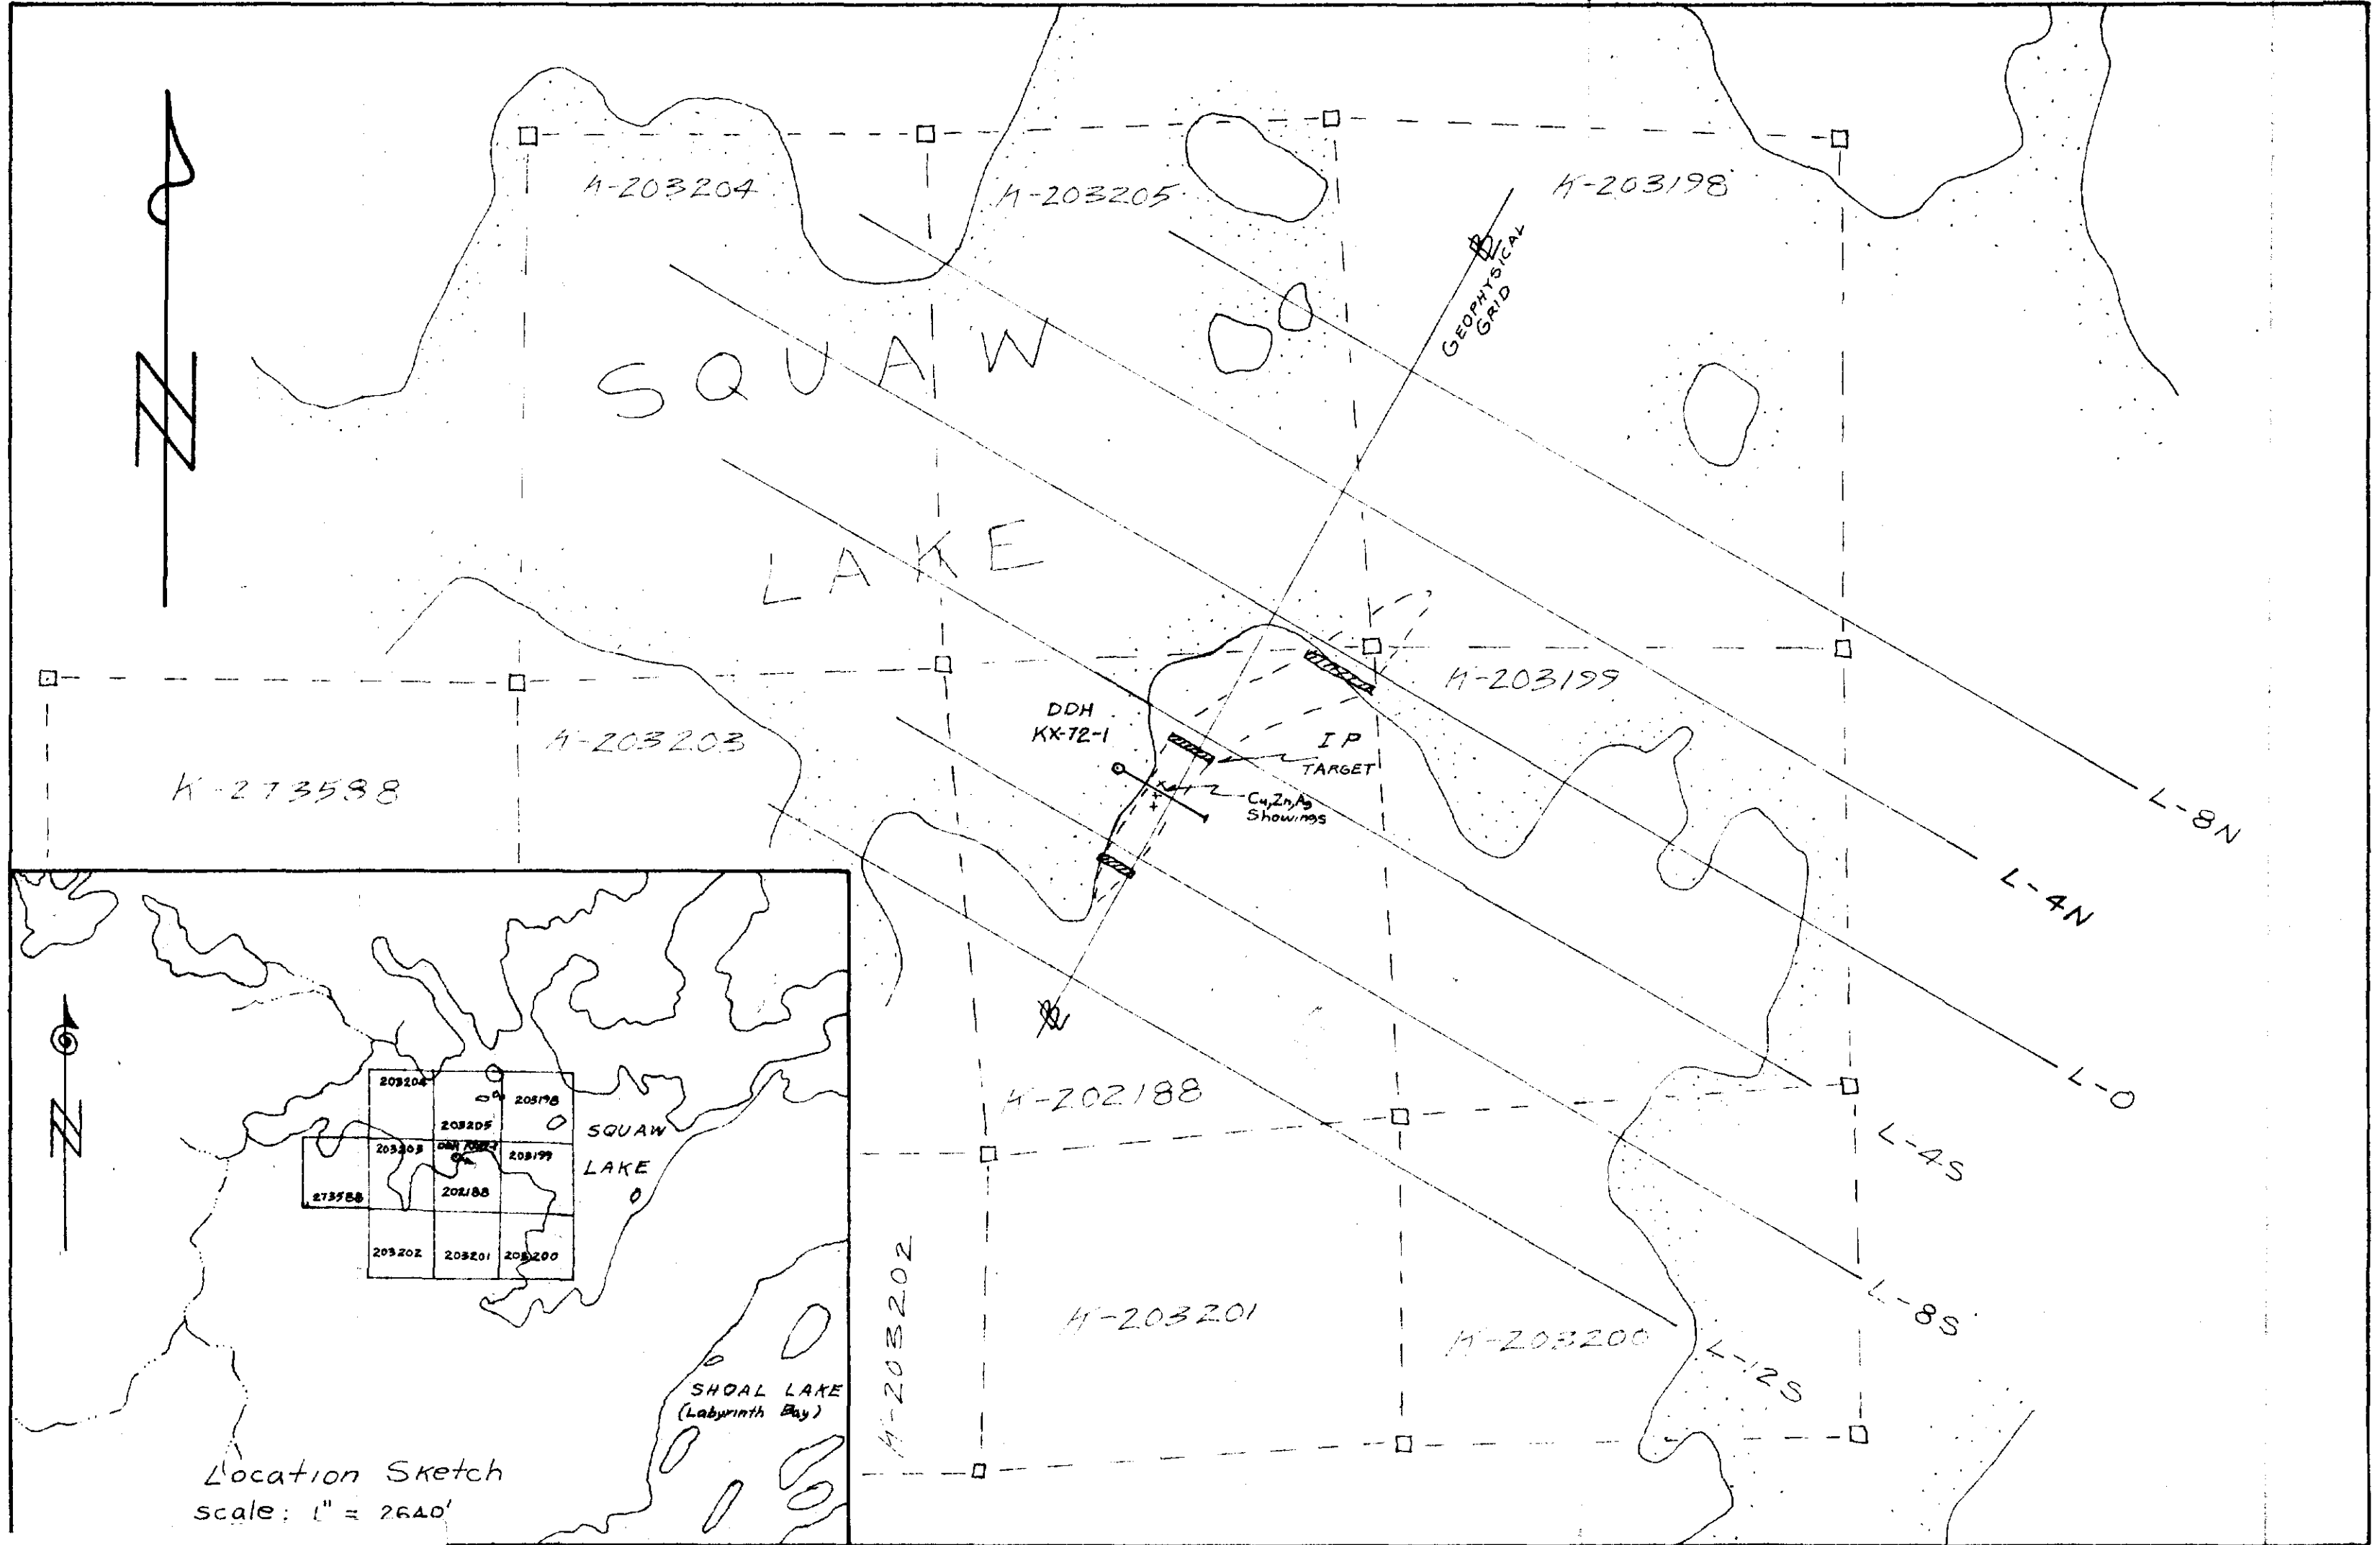 K-203204
K-203205
K-203198
GEOPHYSICAL
GRID
SQUAW
LAKE
K-203199
DDH
KX-72-1
K-203203
I P
TARGET
K-273588
Cu,Zn,Ag
Showings
L-8N
L-4N
L-0
K-202188
L-4S
L-8S
K-203202
K-203201
K-203200
L-12S
N
203204
203198
203205
SQUAW
203203
203199
LAKE
273588
202188
203202
203201
203200
N
SHOAL LAKE
(Labyrinth Bay)
Location Sketch
scale: 1" = 2640'